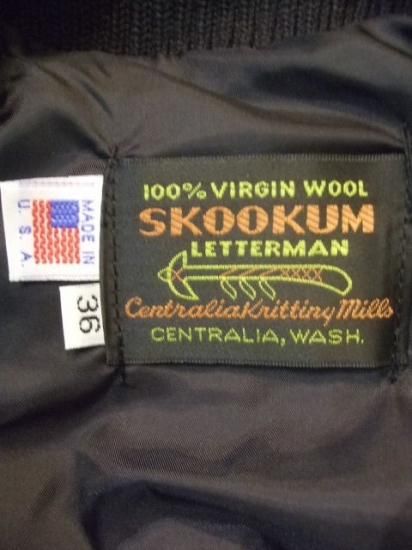 100% VIRGIN WOOL
SKOOKUM
LETTERMAN
Centralia Knitting Mills
CENTRALIA, WASH.
MADE IN
U.S.A.
36